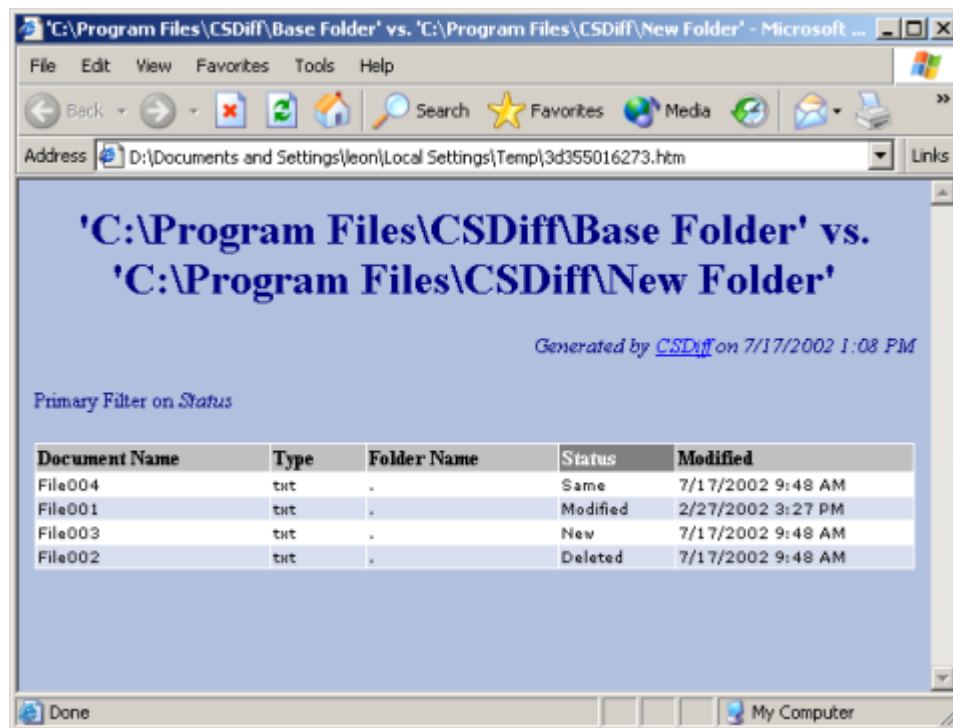 'C:\Program Files\CSDiff\Base Folder' vs. 'C:\Program Files\CSDiff\New Folder' - Microsoft ...
File Edit View Favorites Tools Help
Back Search Favorites Media »
Address D:\Documents and Settings\leon\Local Settings\Temp\3d355016273.htm Links
'C:\Program Files\CSDiff\Base Folder' vs.
'C:\Program Files\CSDiff\New Folder'
Generated by CSDiff on 7/17/2002 1:08 PM
Primary Filter on Status
Document Name Type Folder Name Status Modified
File004 txt . Same 7/17/2002 9:48 AM
File001 txt . Modified 2/27/2002 3:27 PM
File003 txt . New 7/17/2002 9:48 AM
File002 txt . Deleted 7/17/2002 9:48 AM
Done My Computer